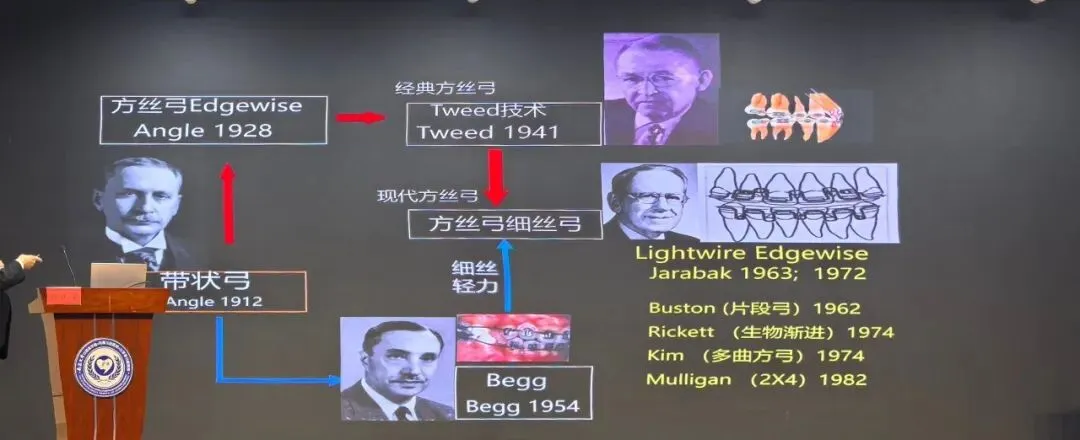 方丝弓Edgewise
Angle 1928
经典方丝弓
Tweed技术
Tweed 1941
现代方丝弓
方丝弓细丝弓
带状弓
Angle 1912
细丝
轻力
Begg
Begg 1954
Lightwire Edgewise
Jarabak 1963; 1972
Buston (片段弓) 1962
Rickett (生物渐进) 1974
Kim (多曲方弓) 1974
Mulligan (2X4) 1982